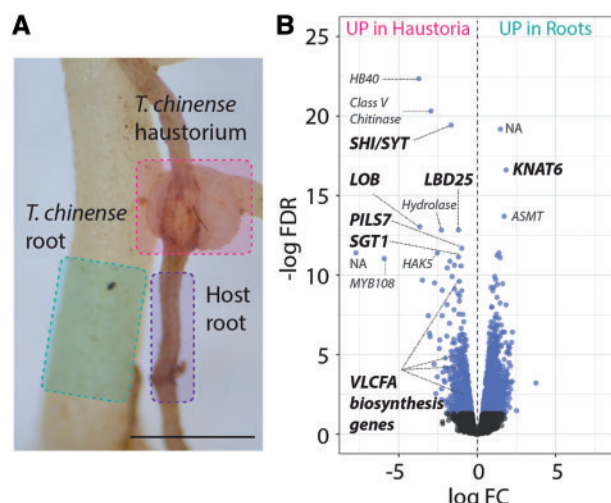 A
T. chinense
haustorium
T. chinense
root
Host
root
B
UP in Haustoria
UP in Roots
25
20
15
10
5
0
-log FDR
HB40
Class V
Chitinase
SHI/SYT
NA
KNAT6
LOB
LBD25
Hydrolase
PILS7
ASMT
SGT1
NA
HAK5
MYB108
VLCFA
biosynthesis
genes
-5
0
5
log FC